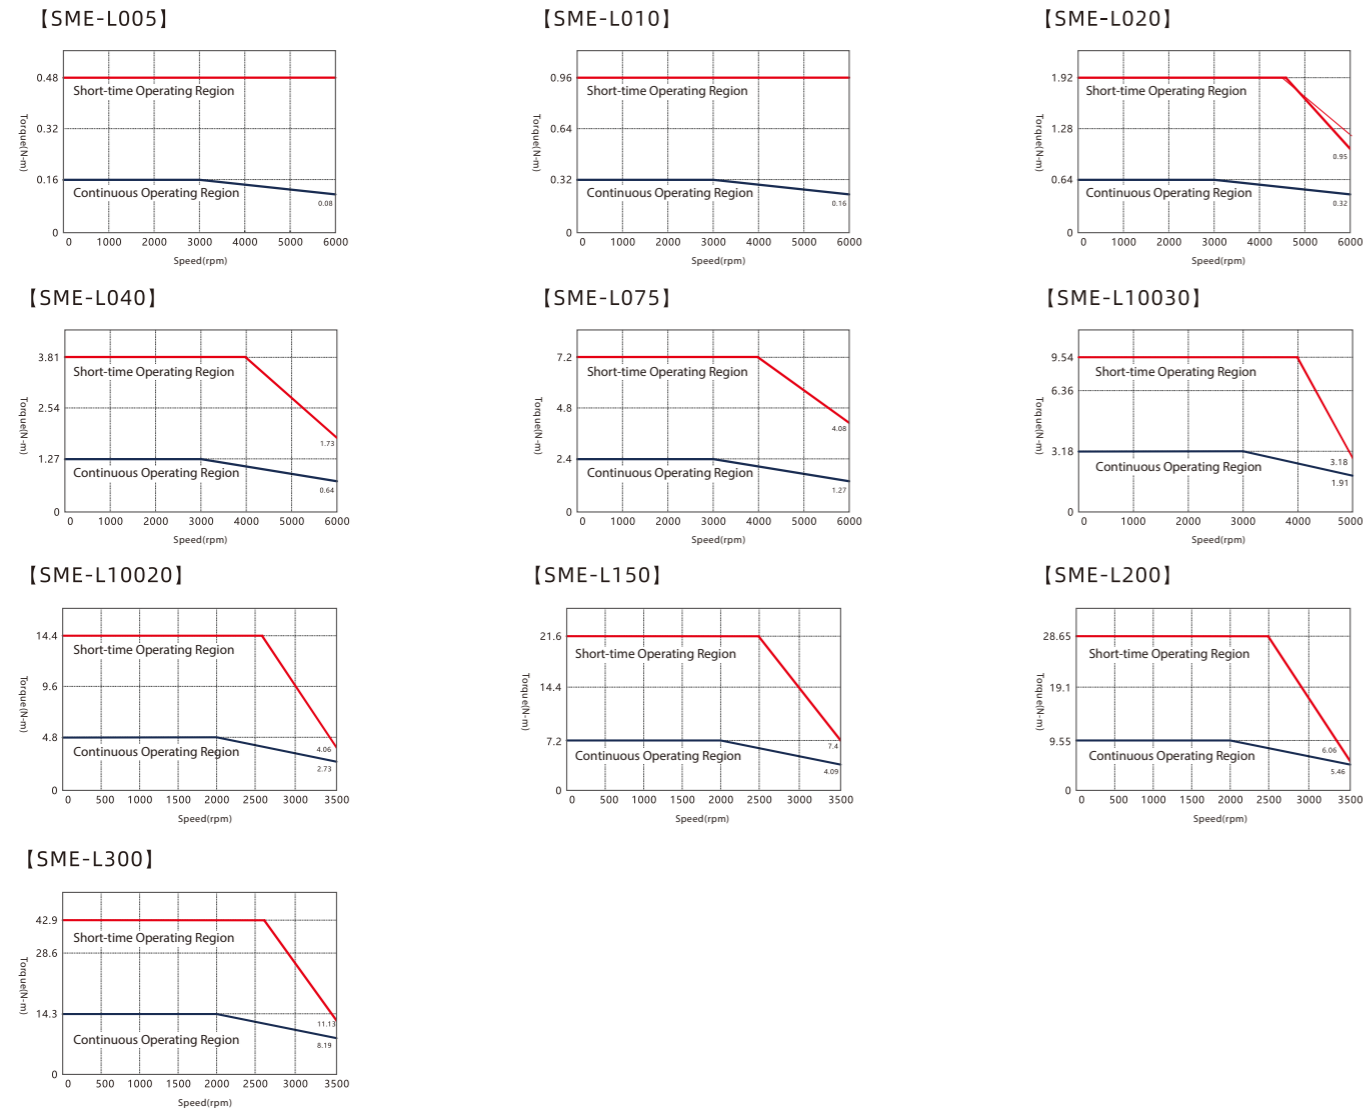 【SME-L005】
0.48
Short-time Operating Region
0.32
Torque(N-m)
0.16
Continuous Operating Region
0.08
0
0 1000 2000 3000 4000 5000 6000
Speed(rpm)
【SME-L010】
0.96
Short-time Operating Region
0.64
Torque(N-m)
0.32
Continuous Operating Region
0.16
0
0 1000 2000 3000 4000 5000 6000
Speed(rpm)
【SME-L020】
1.92
Short-time Operating Region
1.28
Torque(N-m)
0.95
0.64
Continuous Operating Region
0.32
0
0 1000 2000 3000 4000 5000 6000
Speed(rpm)
【SME-L040】
3.81
Short-time Operating Region
2.54
Torque(N-m)
1.73
1.27
Continuous Operating Region
0.64
0
0 1000 2000 3000 4000 5000 6000
Speed(rpm)
【SME-L075】
7.2
Short-time Operating Region
4.8
Torque(N-m)
4.08
2.4
Continuous Operating Region
1.27
0
0 1000 2000 3000 4000 5000 6000
Speed(rpm)
【SME-L10030】
9.54
Short-time Operating Region
6.36
Torque(N-m)
3.18
3.18
Continuous Operating Region
1.91
0
0 1000 2000 3000 4000 5000
Speed(rpm)
【SME-L10020】
14.4
Short-time Operating Region
9.6
Torque(N-m)
4.8
4.06
Continuous Operating Region
2.73
0
0 500 1000 1500 2000 2500 3000 3500
Speed(rpm)
【SME-L150】
21.6
Short-time Operating Region
14.4
Torque(N-m)
7.2
7.4
Continuous Operating Region
4.09
0
0 500 1000 1500 2000 2500 3000 3500
Speed(rpm)
【SME-L200】
28.65
Short-time Operating Region
19.1
Torque(N-m)
9.55
6.06
Continuous Operating Region
5.46
0
0 500 1000 1500 2000 2500 3000 3500
Speed(rpm)
【SME-L300】
42.9
Short-time Operating Region
28.6
Torque(N-m)
14.3
11.13
Continuous Operating Region
8.19
0
0 500 1000 1500 2000 2500 3000 3500
Speed(rpm)